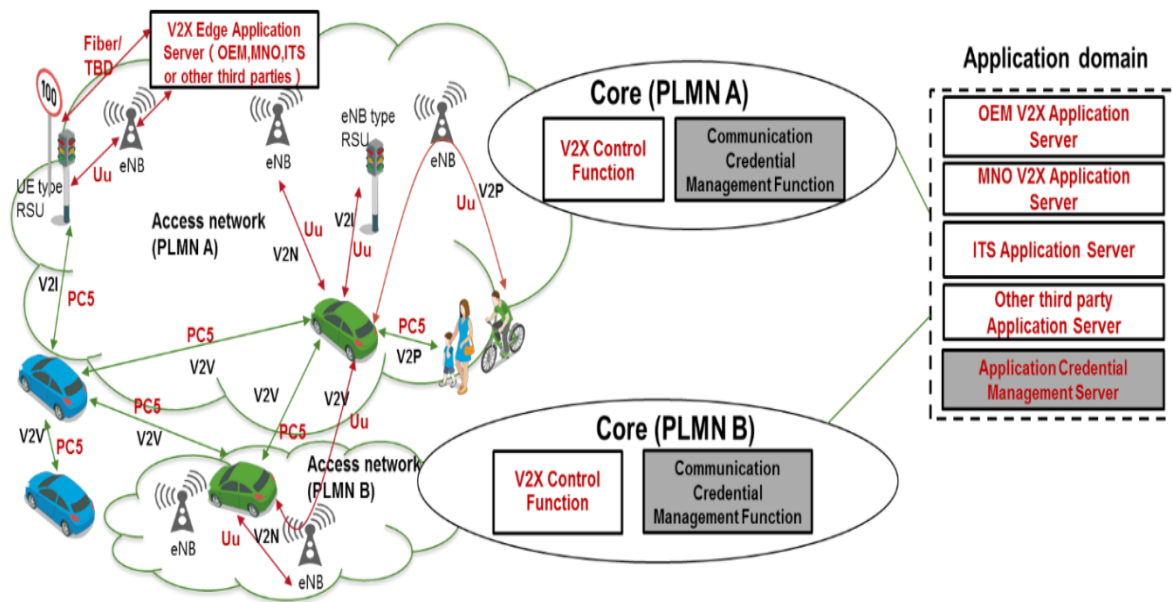 Fiber/
TBD
V2X Edge Application
Server ( OEM,MNO,ITS
or other third parties )
100
eNB
Uu
UE type
RSU
eNB
eNB type
RSU
eNB
V2P
Uu
Access network
(PLMN A)
Uu
V2N
V2I
Uu
V2I
PC5
PC5
V2V
PC5
V2P
V2V
V2V
Uu
PC5
V2V
PC5
V2V
PC5
Access network
(PLMN B)
eNB
Uu
V2N
eNB
Core (PLMN A)
V2X Control
Function
Communication
Credential
Management Function
Core (PLMN B)
V2X Control
Function
Communication
Credential
Management Function
Application domain
OEM V2X Application
Server
MNO V2X Application
Server
ITS Application Server
Other third party
Application Server
Application Credential
Management Server